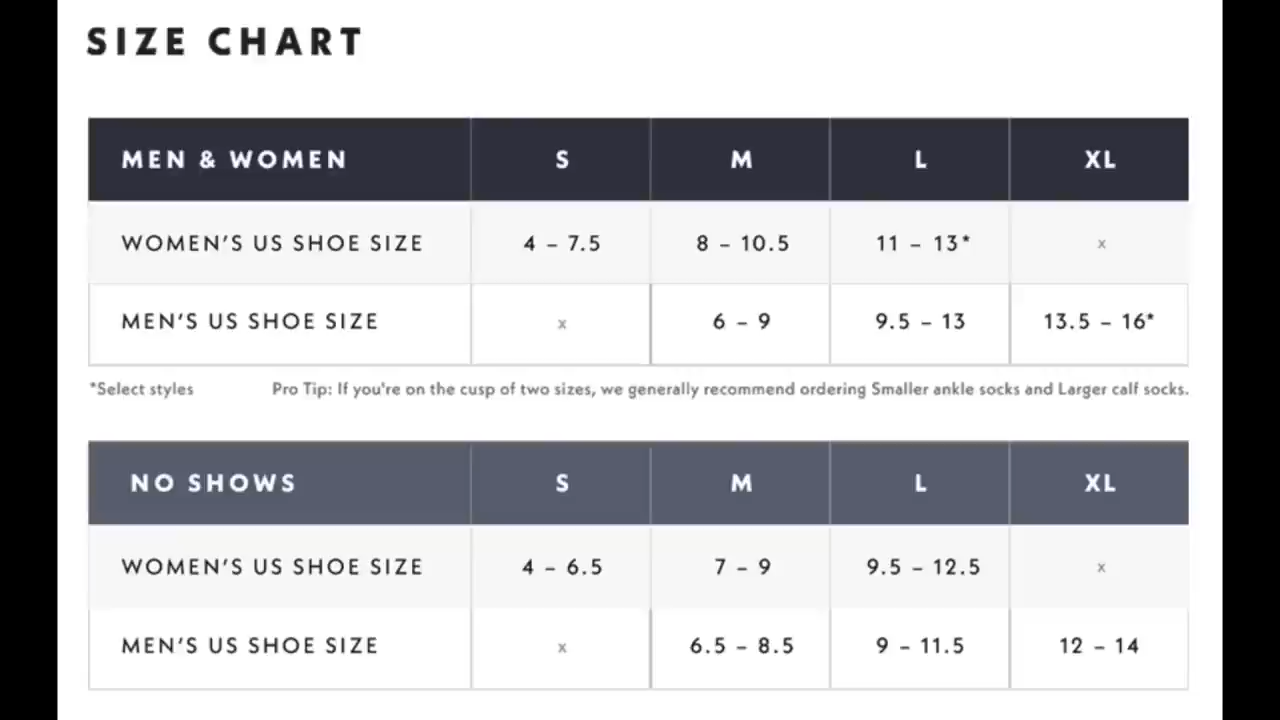 SIZE CHART
MEN & WOMEN S M L XL
WOMEN'S US SHOE SIZE 4 – 7.5 8 – 10.5 11 – 13* x
MEN'S US SHOE SIZE x 6 – 9 9.5 – 13 13.5 – 16*
*Select styles Pro Tip: If you're on the cusp of two sizes, we generally recommend ordering Smaller ankle socks and Larger calf socks.
NO SHOWS S M L XL
WOMEN'S US SHOE SIZE 4 – 6.5 7 – 9 9.5 – 12.5 x
MEN'S US SHOE SIZE x 6.5 – 8.5 9 – 11.5 12 – 14